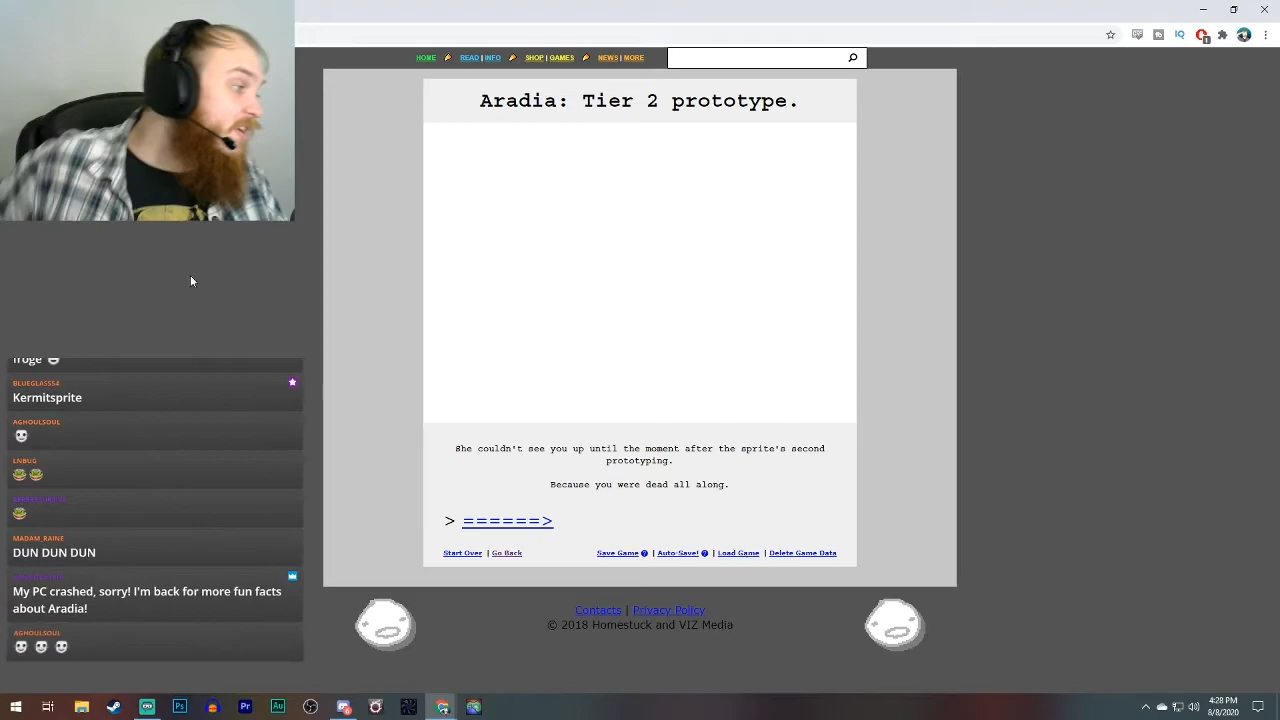 HOME READ | INFO SHOP | GAMES NEWS | MORE
Aradia: Tier 2 prototype.
She couldn't see you up until the moment after the sprite's second
prototyping.
Because you were dead all along.
> ======>
Start Over | Go Back Save Game ? | Auto-Save! ? | Load Game | Delete Game Data
Contacts | Privacy Policy
© 2018 Homestuck and VIZ Media
froge
BLUEGLASS4
Kermitsprite
AGHOULSOUL
LNBUG
MADAM_RAINE
DUN DUN DUN
My PC crashed, sorry! I'm back for more fun facts
about Aradia!
AGHOULSOUL
4:28 PM
8/8/2020